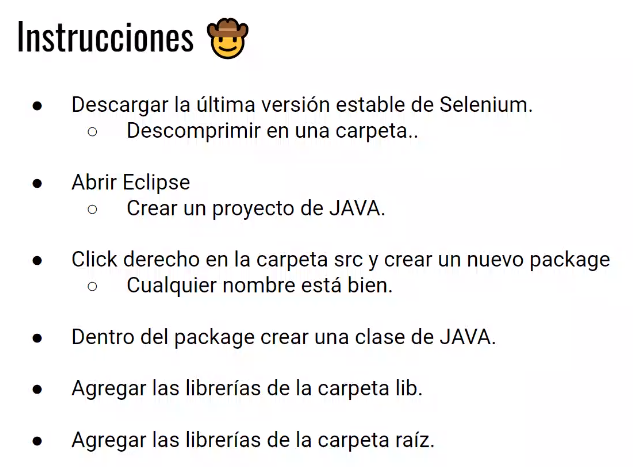 Instrucciones 🤠
● Descargar la última versión estable de Selenium.
○ Descomprimir en una carpeta..
● Abrir Eclipse
○ Crear un proyecto de JAVA.
● Click derecho en la carpeta src y crear un nuevo package
○ Cualquier nombre está bien.
● Dentro del package crear una clase de JAVA.
● Agregar las librerías de la carpeta lib.
● Agregar las librerías de la carpeta raíz.